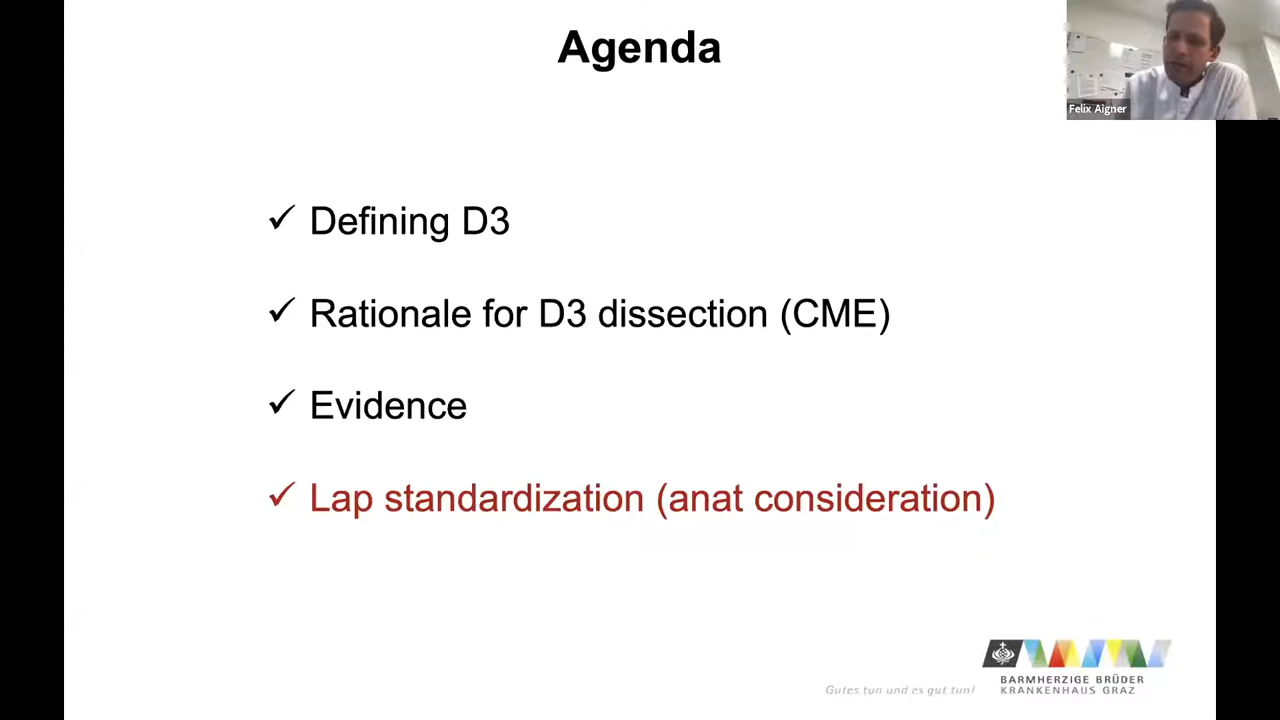 Agenda
Felix Aigner
✓ Defining D3
✓ Rationale for D3 dissection (CME)
✓ Evidence
✓ Lap standardization (anat consideration)
Gutes tun und es gut tun!
BARMHERZIGE BRÜDER
KRANKENHAUS GRAZ